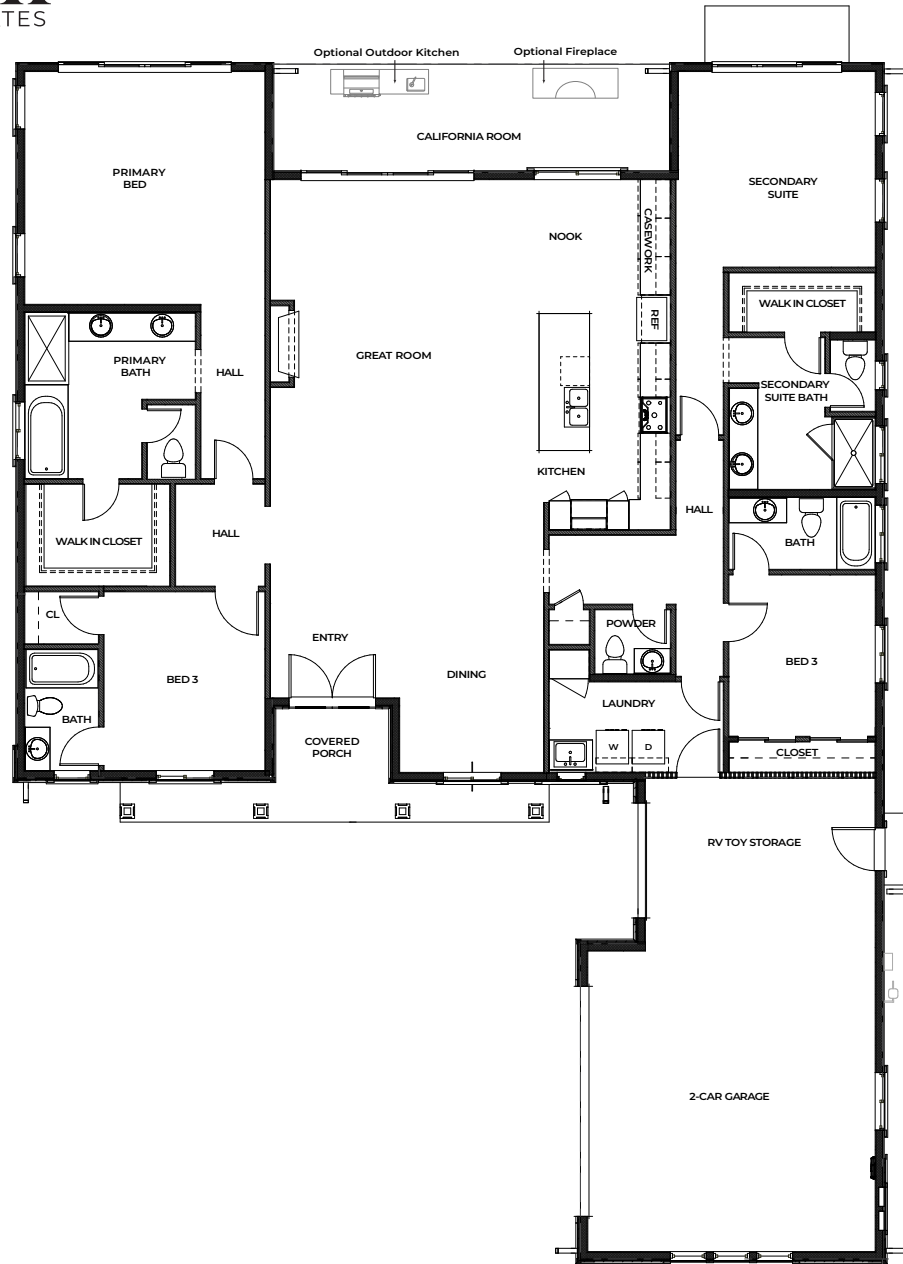 TES
Optional Outdoor Kitchen
Optional Fireplace
CALIFORNIA ROOM
PRIMARY
BED
SECONDARY
SUITE
NOOK
CASEWORK
WALK IN CLOSET
REF
PRIMARY
BATH
HALL
GREAT ROOM
SECONDARY
SUITE BATH
KITCHEN
HALL
WALK IN CLOSET
HALL
BATH
CL
ENTRY
POWDER
BED 3
DINING
BED 3
BATH
LAUNDRY
COVERED
PORCH
W
D
CLOSET
RV TOY STORAGE
2-CAR GARAGE